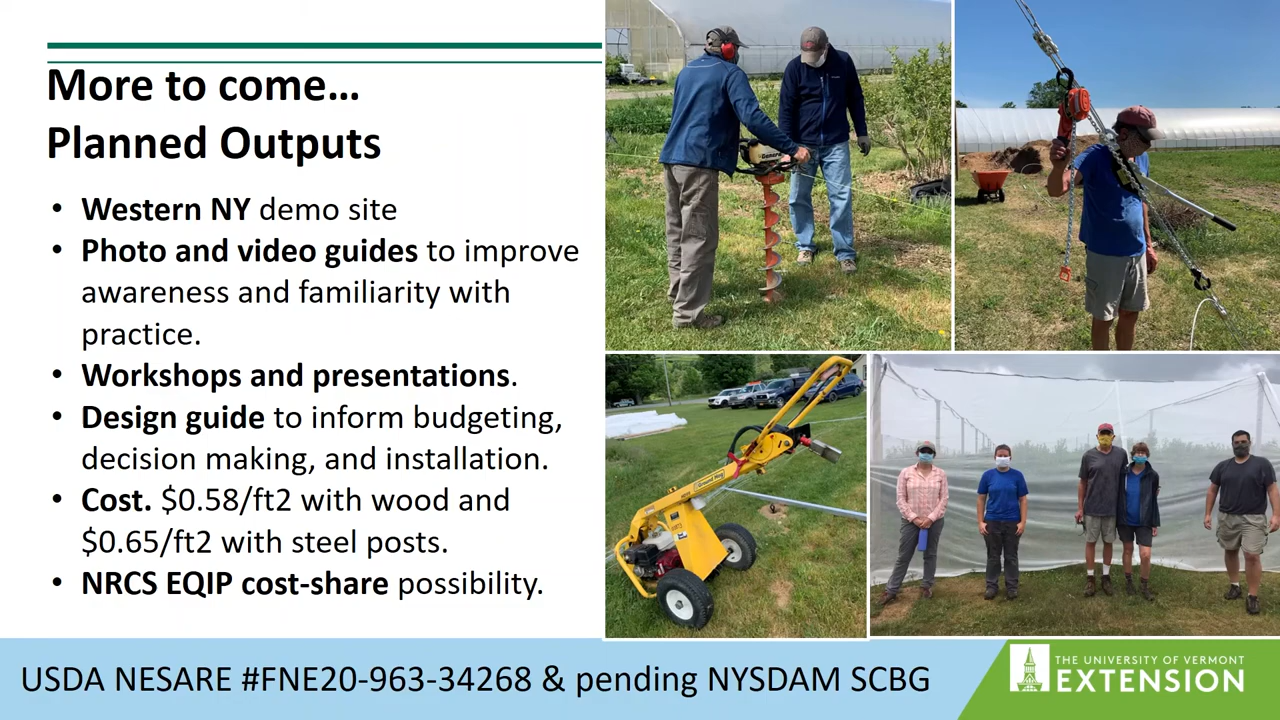 More to come…
Planned Outputs
• Western NY demo site
• Photo and video guides to improve
awareness and familiarity with
practice.
• Workshops and presentations.
• Design guide to inform budgeting,
decision making, and installation.
• Cost. $0.58/ft2 with wood and
$0.65/ft2 with steel posts.
• NRCS EQIP cost-share possibility.
General
Ground Hog
USDA NESARE #FNE20-963-34268 & pending NYSDAM SCBG
THE UNIVERSITY OF VERMONT
EXTENSION